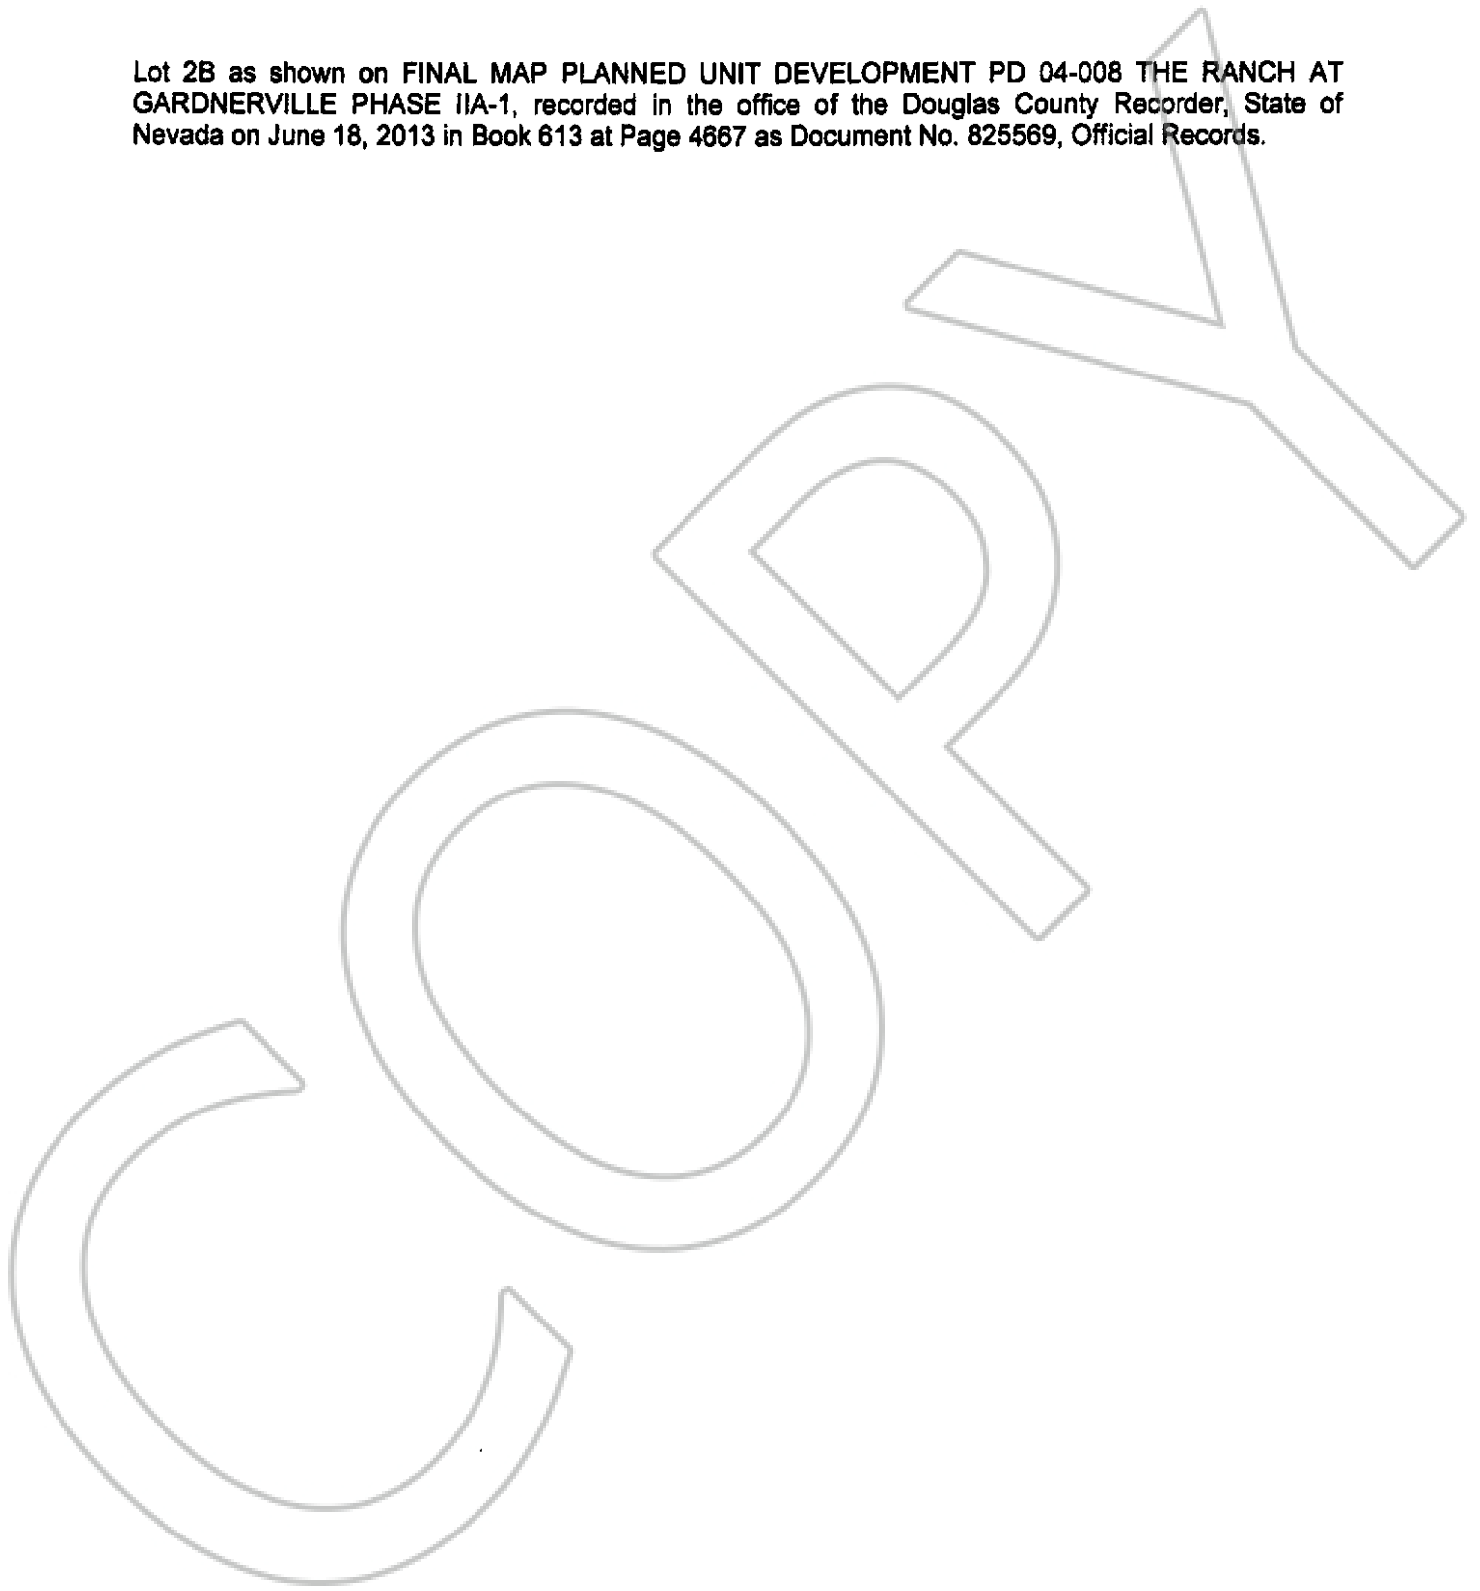 Lot 2B as shown on FINAL MAP PLANNED UNIT DEVELOPMENT PD 04-008 THE RANCH AT
GARDNERVILLE PHASE IIA-1, recorded in the office of the Douglas County Recorder, State of
Nevada on June 18, 2013 in Book 613 at Page 4667 as Document No. 825569, Official Records.
COPY